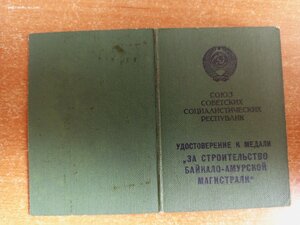 СОЮЗ
СОВЕТСКИХ
СОЦИАЛИСТИЧЕСКИХ
РЕСПУБЛИК
УДОСТОВЕРЕНИЕ К МЕДАЛИ
„ЗА СТРОИТЕЛЬСТВО
БАЙКАЛО-АМУРСКОЙ
МАГИСТРАЛИ"